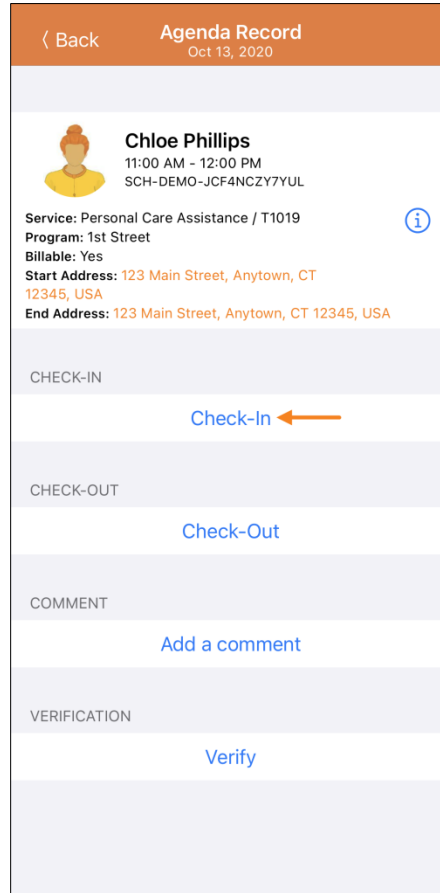 Back
Agenda Record
Oct 13, 2020
Chloe Phillips
11:00 AM - 12:00 PM
SCH-DEMO-JCF4NCZY7YUL
Service: Personal Care Assistance / T1019
Program: 1st Street
Billable: Yes
Start Address: 123 Main Street, Anytown, CT
12345, USA
End Address: 123 Main Street, Anytown, CT 12345, USA
CHECK-IN
Check-In
CHECK-OUT
Check-Out
COMMENT
Add a comment
VERIFICATION
Verify